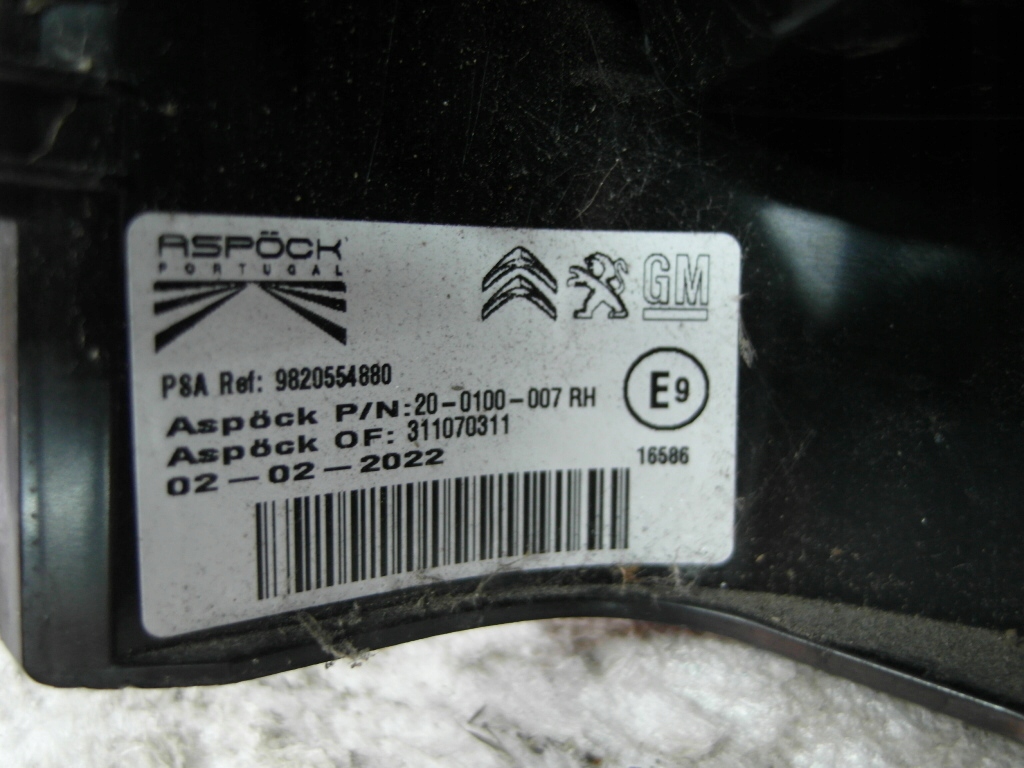 ASPÖCK
PORTUGAL
GM
PSA Ref: 9820554880
Aspöck P/N: 20-0100-007 RH
E9
Aspöck OF: 311070311
02-02-2022
16586